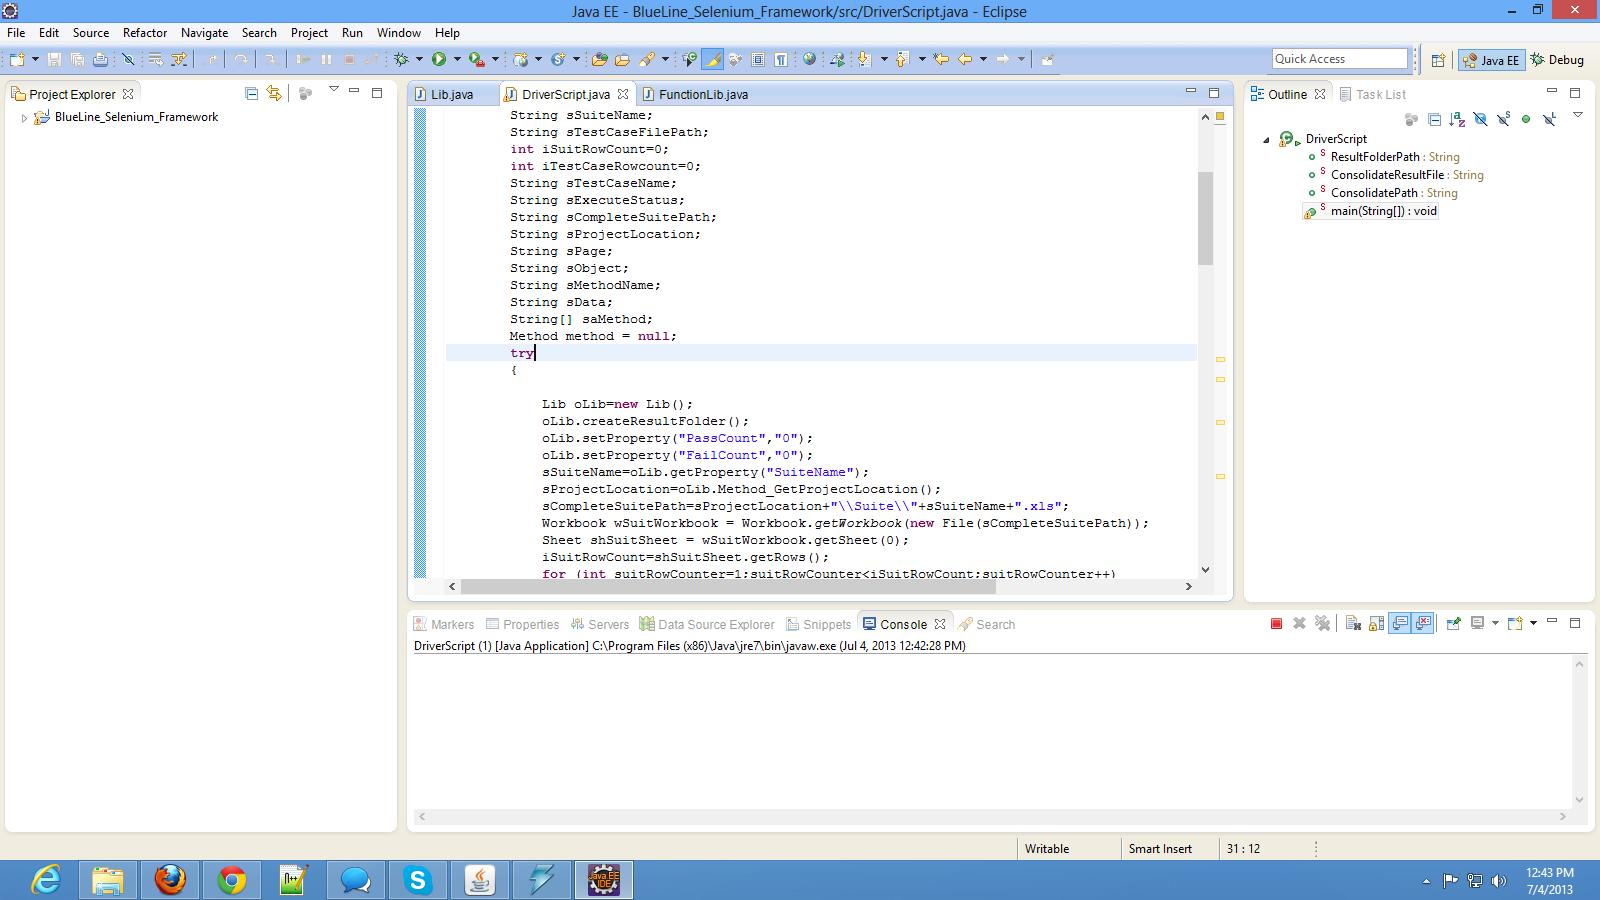 Java EE - BlueLine_Selenium_Framework/src/DriverScript.java - Eclipse
File Edit Source Refactor Navigate Search Project Run Window Help
Quick Access
Java EE
Debug
Project Explorer
BlueLine_Selenium_Framework
Lib.java
DriverScript.java
FunctionLib.java
String sSuiteName;
String sTestCaseFilePath;
int iSuitRowCount=0;
int iTestCaseRowcount=0;
String sTestCaseName;
String sExecuteStatus;
String sCompleteSuitePath;
String sProjectLocation;
String sPage;
String sObject;
String sMethodName;
String sData;
String[] saMethod;
Method method = null;
try
{
Lib oLib=new Lib();
oLib.createResultFolder();
oLib.setProperty("PassCount","0");
oLib.setProperty("FailCount","0");
sSuiteName=oLib.getProperty("SuiteName");
sProjectLocation=oLib.Method_GetProjectLocation();
sCompleteSuitePath=sProjectLocation+"\\Suite\\"+sSuiteName+".xls";
Workbook wSuitWorkbook = Workbook.getWorkbook(new File(sCompleteSuitePath));
Sheet shSuitSheet = wSuitWorkbook.getSheet(0);
iSuitRowCount=shSuitSheet.getRows();
for (int suitRowCounter=1;suitRowCounter<iSuitRowCount;suitRowCounter++)
Outline
Task List
DriverScript
ResultFolderPath : String
ConsolidateResultFile : String
ConsolidatePath : String
main(String[]) : void
Markers
Properties
Servers
Data Source Explorer
Snippets
Console
Search
DriverScript (1) [Java Application] C:\Program Files (x86)\Java\jre7\bin\javaw.exe (Jul 4, 2013 12:42:28 PM)
Writable
Smart Insert
31 : 12
Java EE
IDE
12:43 PM
7/4/2013